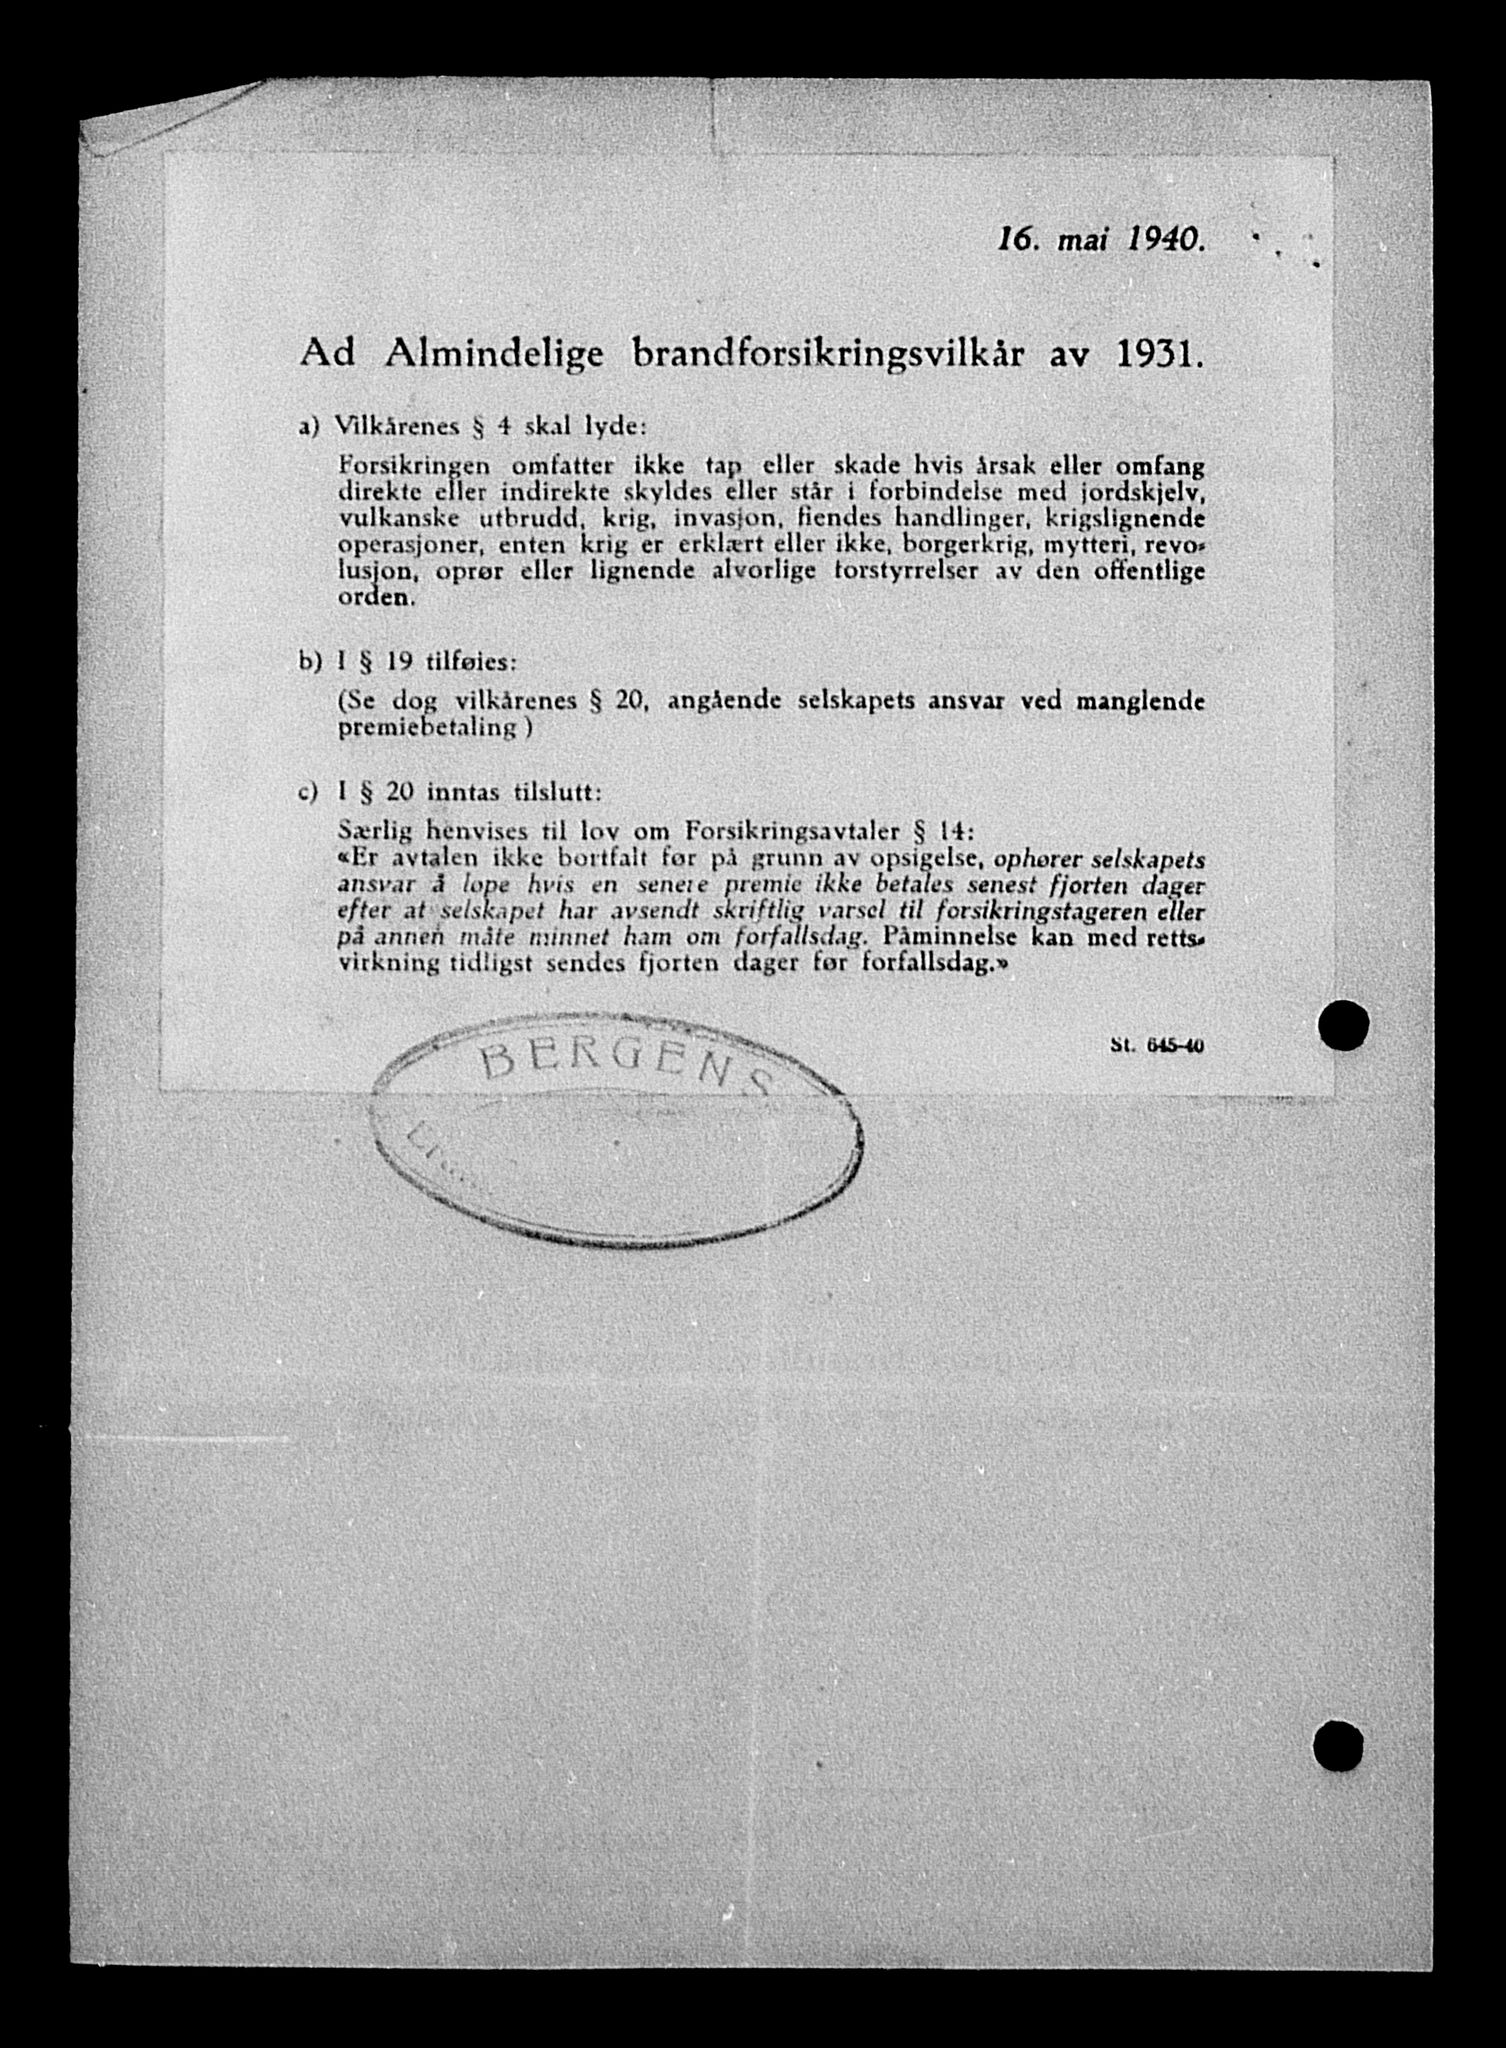 16. mai 1940.
Ad Almindelige brandforsikringsvilkår av 1931.
a) Vilkårenes § 4 skal lyde:
Forsikringen omfatter ikke tap eller skade hvis årsak eller omfang
direkte eller indirekte skyldes eller står i forbindelse med jordskjelv,
vulkanske utbrudd, krig, invasjon, fiendes handlinger, krigslignende
operasjoner, enten krig er erklært eller ikke, borgerkrig, mytteri, revo-
lusjon, oprør eller lignende alvorlige forstyrrelser av den offentlige
orden.
b) I § 19 tilføies:
(Se dog vilkårenes § 20, angående selskapets ansvar ved manglende
premiebetaling )
c) I § 20 inntas tilslutt:
Særlig henvises til lov om Forsikringsavtaler § 14:
«Er avtalen ikke bortfalt før på grunn av opsigelse, ophører selskapets
ansvar å løpe hvis en senere premie ikke betales senest fjorten dager
efter at selskapet har avsendt skriftlig varsel til forsikringstageren eller
på annen måte minnet ham om forfallsdag. Påminnelse kan med retts-
virkning tidligst sendes fjorten dager før forfallsdag.»
St. 645-40
BERGENS